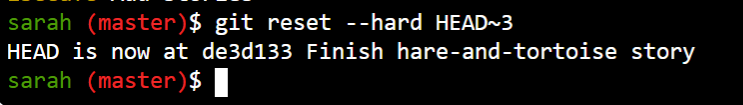 sarah (master)$ git reset --hard HEAD~3
HEAD is now at de3d133 Finish hare-and-tortoise story
sarah (master)$